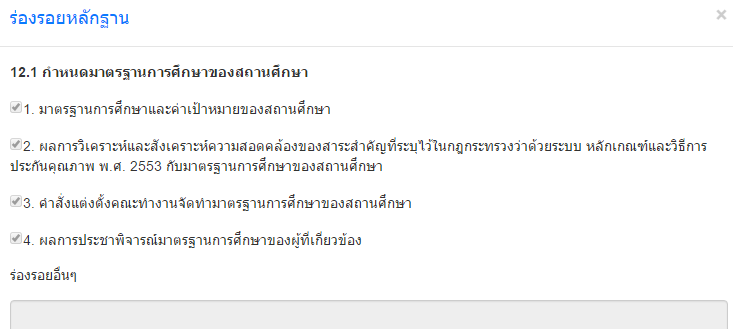 ร่องรอยหลักฐาน
×
12.1 กำหนดมาตรฐานการศึกษาของสถานศึกษา
1. มาตรฐานการศึกษาและค่าเป้าหมายของสถานศึกษา
2. ผลการวิเคราะห์และสังเคราะห์ความสอดคล้องของสาระสำคัญที่ระบุไว้ในกฎกระทรวงว่าด้วยระบบ หลักเกณฑ์และวิธีการ
ประกันคุณภาพ พ.ศ. 2553 กับมาตรฐานการศึกษาของสถานศึกษา
3. คำสั่งแต่งตั้งคณะทำงานจัดทำมาตรฐานการศึกษาของสถานศึกษา
4. ผลการประชาพิจารณ์มาตรฐานการศึกษาของผู้ที่เกี่ยวข้อง
ร่องรอยอื่นๆ